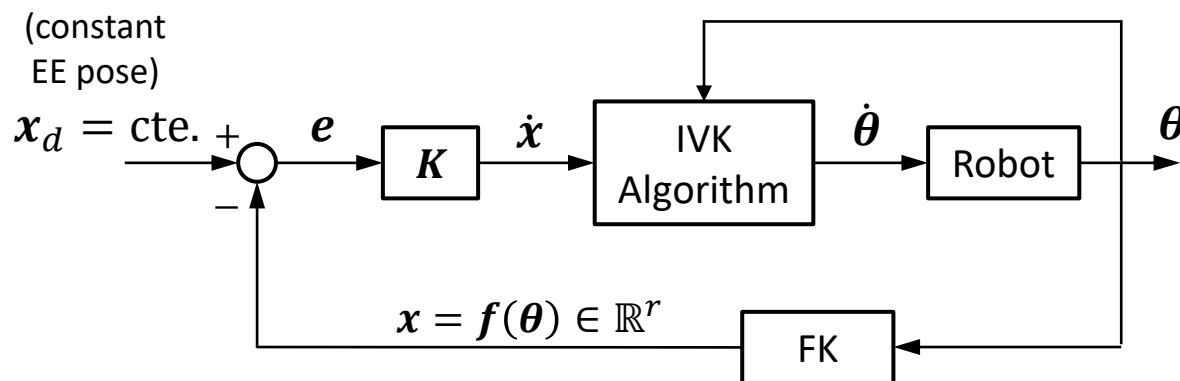 (constant
EE pose)
𝒙_d = cte.
+
−
𝒆
𝑲
𝒙̇
IVK
Algorithm
𝜽̇
Robot
𝜽
𝒙 = 𝒇(𝜽) ∈ ℝ^r
FK